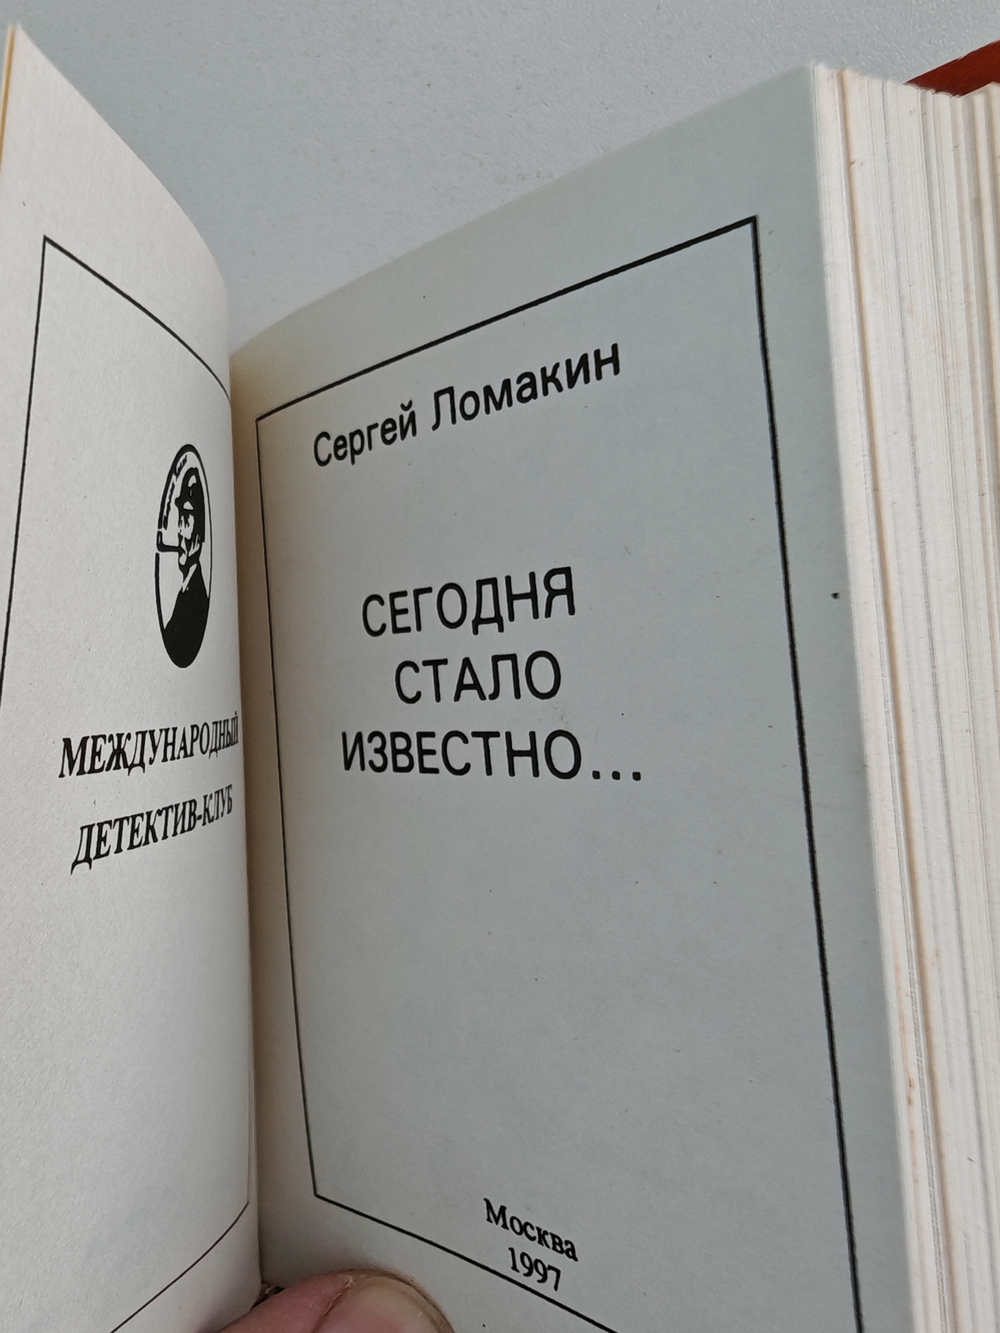 МЕЖДУНАРОДНЫЙ
ДЕТЕКТИВ-КЛУБ
Сергей Ломакин
СЕГОДНЯ
СТАЛО
ИЗВЕСТНО...
Москва
1997